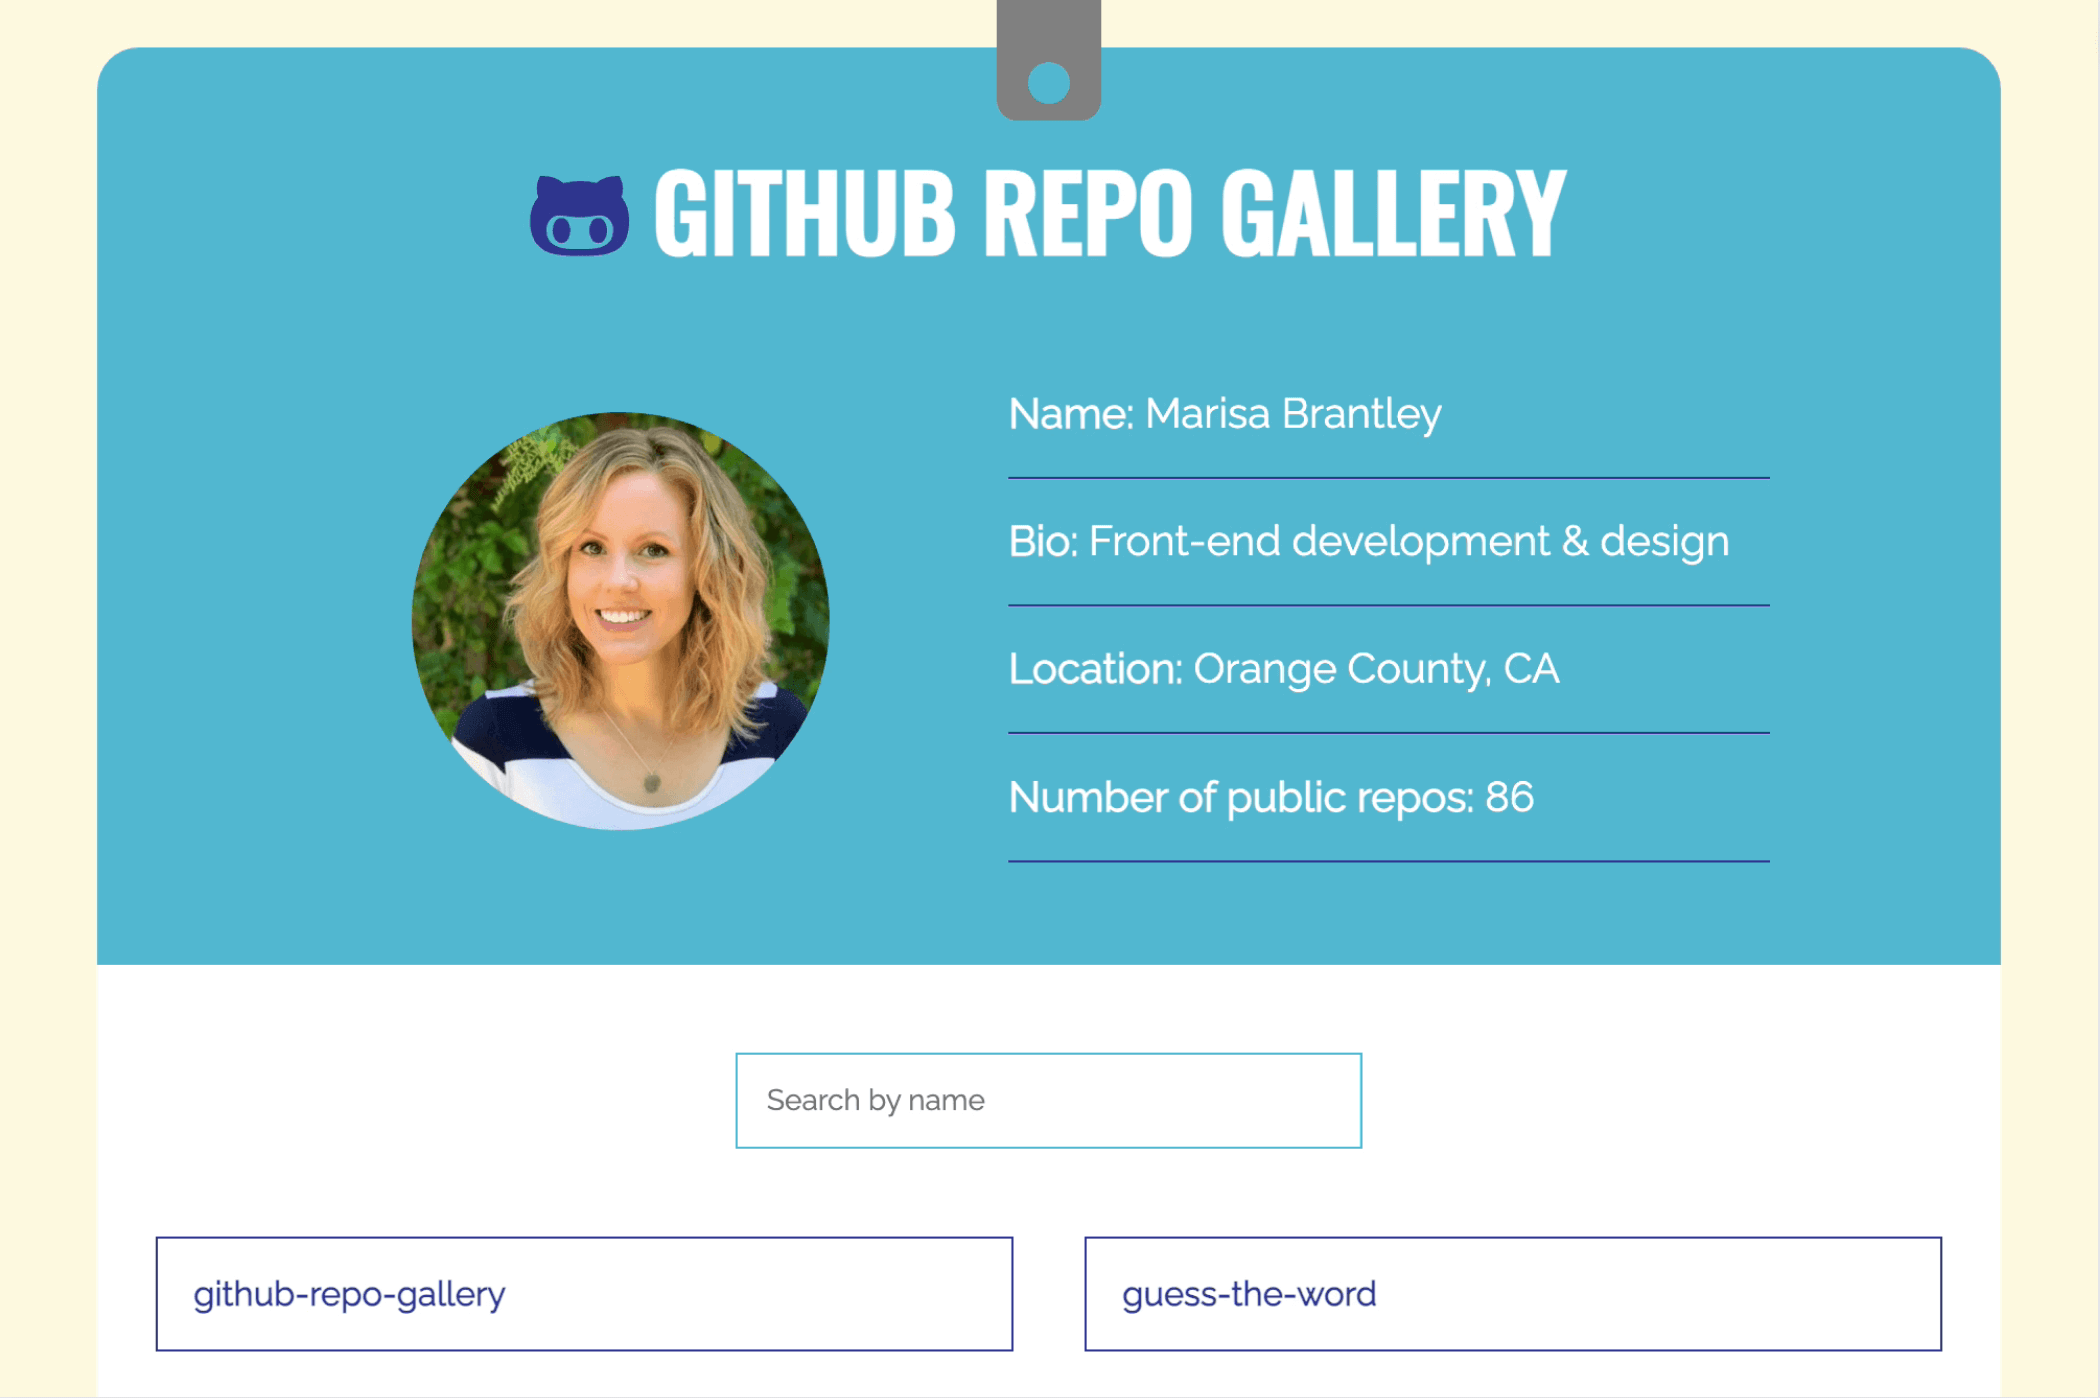 GITHUB REPO GALLERY
Name: Marisa Brantley
Bio: Front-end development & design
Location: Orange County, CA
Number of public repos: 86
Search by name
github-repo-gallery
guess-the-word